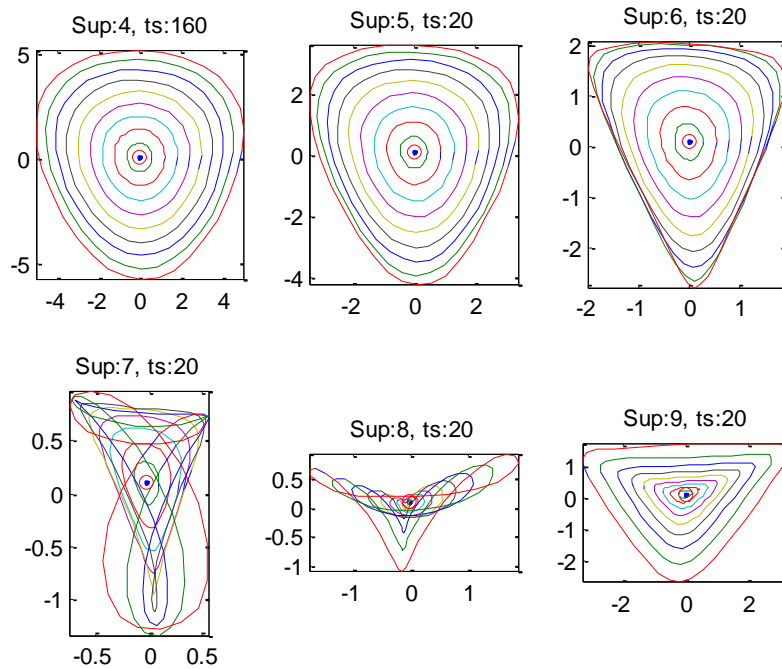 Sup:4, ts:160
5
0
-5
-4 -2 0 2 4
Sup:5, ts:20
2
0
-2
-4
-2 0 2
Sup:6, ts:20
2
1
0
-1
-2
-2 -1 0 1
Sup:7, ts:20
0.5
0
-0.5
-1
-0.5 0 0.5
Sup:8, ts:20
0.5
0
-0.5
-1
-1 0 1
Sup:9, ts:20
1
0
-1
-2
-2 0 2